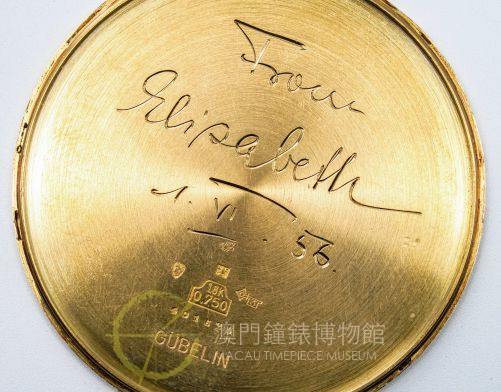 From
Elisabeth
1. VI. 56.
18K
0.750
GÜBELIN
澳門鐘錶博物館
MACAU TIMEPIECE MUSEUM